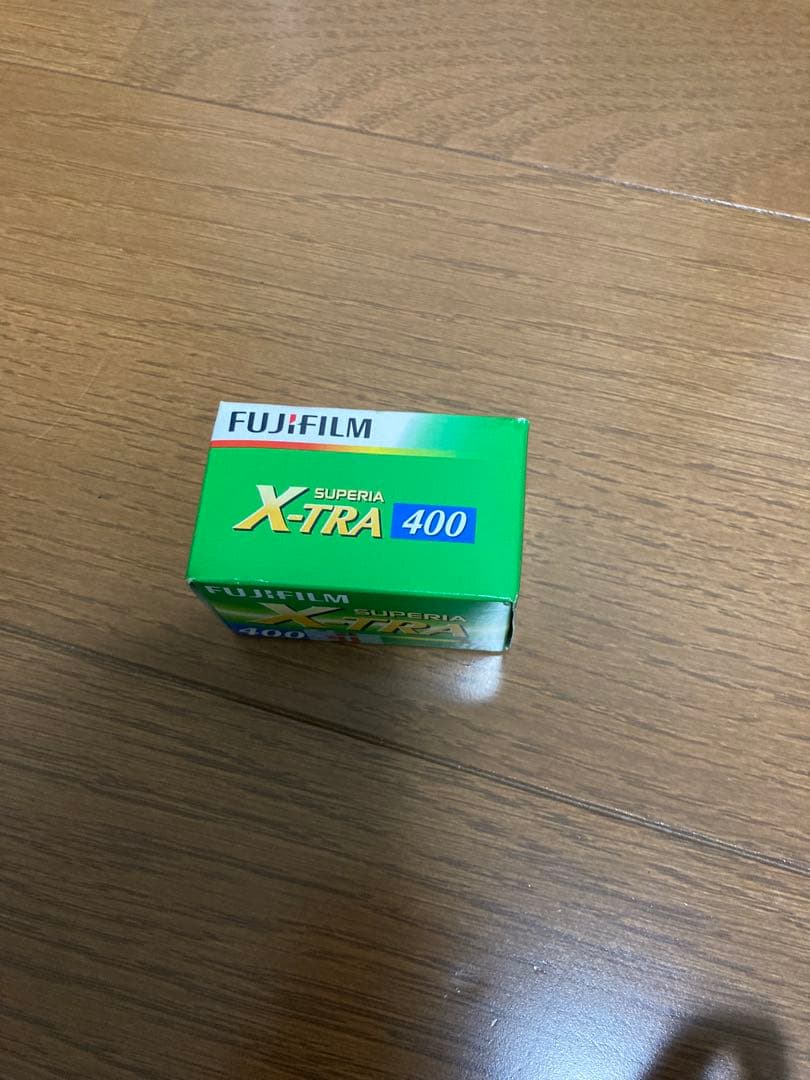 FUJIFILM
SUPERIA
X-TRA 400
FUJIFILM
SUPERIA
X-TRA
400